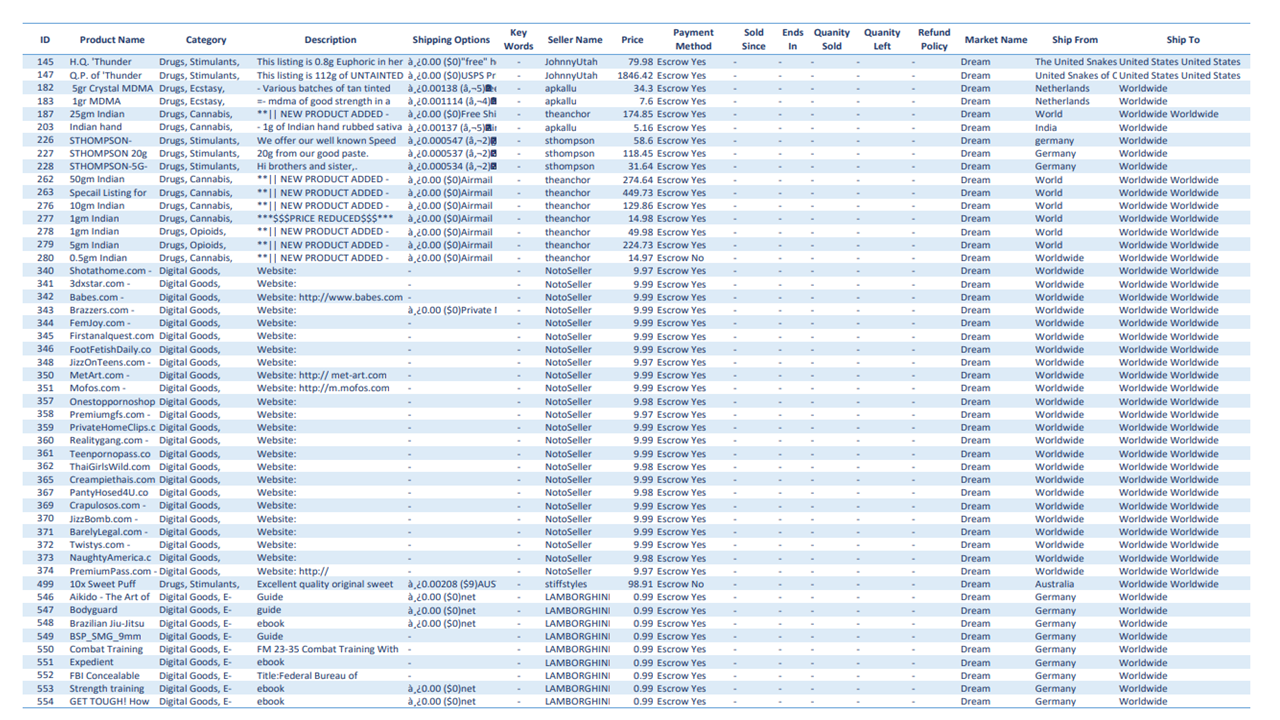 ID Product Name Category Description Shipping Options Key Words Seller Name Price Payment Method Sold Since Ends In Quanity Sold Quanity Left Refund Policy Market Name Ship From Ship To
145 H.Q. 'Thunder Drugs, Stimulants, This listing is 0.8g Euphoric in her à¸¿0.00 ($0)"free" h - JohnnyUtah 79.98 Escrow Yes - - - - - Dream The United Snakes United States United States
147 Q.P. of 'Thunder Drugs, Stimulants, This listing is 112g of UNTAINTED à¸¿0.00 ($0)USPS Pr - JohnnyUtah 1846.42 Escrow Yes - - - - - Dream United Snakes of C United States United States
182 5gr Crystal MDMA Drugs, Ecstasy, - Various batches of tan tinted à¸¿0.00138 (â‚¬5) - apkallu 34.3 Escrow Yes - - - - - Dream Netherlands Worldwide
183 1gr MDMA Drugs, Ecstasy, =- mdma of good strength in a à¸¿0.001114 (â‚¬4) - apkallu 7.6 Escrow Yes - - - - - Dream Netherlands Worldwide
187 25gm Indian Drugs, Cannabis, **|| NEW PRODUCT ADDED - à¸¿0.00 ($0)Free Shi - theanchor 174.85 Escrow Yes - - - - - Dream World Worldwide Worldwide
203 Indian hand Drugs, Cannabis, - 1g of Indian hand rubbed sativa à¸¿0.00137 (â‚¬5) - apkallu 5.16 Escrow Yes - - - - - Dream India Worldwide
226 STHOMPSON- Drugs, Stimulants, We offer our well known Speed à¸¿0.000547 (â‚¬2) - sthompson 58.6 Escrow Yes - - - - - Dream germany Worldwide
227 STHOMPSON 20g Drugs, Stimulants, 20g from our good paste. à¸¿0.000537 (â‚¬2) - sthompson 118.45 Escrow Yes - - - - - Dream Germany Worldwide
228 STHOMPSON-5G- Drugs, Stimulants, Hi brothers and sister,. à¸¿0.000534 (â‚¬2) - sthompson 31.64 Escrow Yes - - - - - Dream Germany Worldwide
262 50gm Indian Drugs, Cannabis, **|| NEW PRODUCT ADDED - à¸¿0.00 ($0)Airmail - theanchor 274.64 Escrow Yes - - - - - Dream World Worldwide Worldwide
263 Specail Listing for Drugs, Cannabis, **|| NEW PRODUCT ADDED - à¸¿0.00 ($0)Airmail - theanchor 449.73 Escrow Yes - - - - - Dream World Worldwide Worldwide
276 10gm Indian Drugs, Cannabis, **|| NEW PRODUCT ADDED - à¸¿0.00 ($0)Airmail - theanchor 129.86 Escrow Yes - - - - - Dream World Worldwide Worldwide
277 1gm Indian Drugs, Cannabis, ***$$$PRICE REDUCED$$$*** à¸¿0.00 ($0)Airmail - theanchor 14.98 Escrow Yes - - - - - Dream World Worldwide Worldwide
278 1gm Indian Drugs, Opioids, **|| NEW PRODUCT ADDED - à¸¿0.00 ($0)Airmail - theanchor 49.98 Escrow Yes - - - - - Dream World Worldwide Worldwide
279 5gm Indian Drugs, Opioids, **|| NEW PRODUCT ADDED - à¸¿0.00 ($0)Airmail - theanchor 224.73 Escrow Yes - - - - - Dream World Worldwide Worldwide
280 0.5gm Indian Drugs, Cannabis, **|| NEW PRODUCT ADDED - à¸¿0.00 ($0)Airmail - theanchor 14.97 Escrow No - - - - - Dream Worldwide Worldwide Worldwide
340 Shotathome.com - Digital Goods, Website: - - NotoSeller 9.97 Escrow Yes - - - - - Dream Worldwide Worldwide Worldwide
341 3dxstar.com - Digital Goods, Website: - - NotoSeller 9.99 Escrow Yes - - - - - Dream Worldwide Worldwide Worldwide
342 Babes.com - Digital Goods, Website: http://www.babes.com - - NotoSeller 9.99 Escrow Yes - - - - - Dream Worldwide Worldwide Worldwide
343 Brazzers.com - Digital Goods, Website: à¸¿0.00 ($0)Private - NotoSeller 9.99 Escrow Yes - - - - - Dream Worldwide Worldwide Worldwide
344 FemJoy.com - Digital Goods, Website: - - NotoSeller 9.99 Escrow Yes - - - - - Dream Worldwide Worldwide Worldwide
345 Firstanalquest.com Digital Goods, Website: - - NotoSeller 9.99 Escrow Yes - - - - - Dream Worldwide Worldwide Worldwide
346 FootFetishDaily.co Digital Goods, Website: - - NotoSeller 9.99 Escrow Yes - - - - - Dream Worldwide Worldwide Worldwide
348 JizzOnTeens.com - Digital Goods, Website: - - NotoSeller 9.97 Escrow Yes - - - - - Dream Worldwide Worldwide Worldwide
350 MetArt.com - Digital Goods, Website: http:// met-art.com - - NotoSeller 9.99 Escrow Yes - - - - - Dream Worldwide Worldwide Worldwide
351 Mofos.com - Digital Goods, Website: http://m.mofos.com - - NotoSeller 9.99 Escrow Yes - - - - - Dream Worldwide Worldwide Worldwide
357 Onestoppornoshop Digital Goods, Website: - - NotoSeller 9.98 Escrow Yes - - - - - Dream Worldwide Worldwide Worldwide
358 Premiumgfs.com - Digital Goods, Website: - - NotoSeller 9.97 Escrow Yes - - - - - Dream Worldwide Worldwide Worldwide
359 PrivateHomeClips.c Digital Goods, Website: - - NotoSeller 9.99 Escrow Yes - - - - - Dream Worldwide Worldwide Worldwide
360 Realitygang.com - Digital Goods, Website: - - NotoSeller 9.99 Escrow Yes - - - - - Dream Worldwide Worldwide Worldwide
361 Teenpornopass.co Digital Goods, Website: - - NotoSeller 9.99 Escrow Yes - - - - - Dream Worldwide Worldwide Worldwide
362 ThaiGirlsWild.com Digital Goods, Website: - - NotoSeller 9.98 Escrow Yes - - - - - Dream Worldwide Worldwide Worldwide
365 Creampiethais.com Digital Goods, Website: - - NotoSeller 9.99 Escrow Yes - - - - - Dream Worldwide Worldwide Worldwide
367 PantyHosed4U.co Digital Goods, Website: - - NotoSeller 9.98 Escrow Yes - - - - - Dream Worldwide Worldwide Worldwide
369 Crapulosos.com - Digital Goods, Website: - - NotoSeller 9.99 Escrow Yes - - - - - Dream Worldwide Worldwide Worldwide
370 JizzBomb.com - Digital Goods, Website: - - NotoSeller 9.99 Escrow Yes - - - - - Dream Worldwide Worldwide Worldwide
371 BarelyLegal.com - Digital Goods, Website: - - NotoSeller 9.99 Escrow Yes - - - - - Dream Worldwide Worldwide Worldwide
372 Twistys.com - Digital Goods, Website: - - NotoSeller 9.99 Escrow Yes - - - - - Dream Worldwide Worldwide Worldwide
373 NaughtyAmerica.c Digital Goods, Website: - - NotoSeller 9.98 Escrow Yes - - - - - Dream Worldwide Worldwide Worldwide
374 PremiumPass.com - Digital Goods, Website: http:// - - NotoSeller 9.97 Escrow Yes - - - - - Dream Worldwide Worldwide Worldwide
499 10x Sweet Puff Drugs, Stimulants, Excellent quality original sweet à¸¿0.00208 ($9)AUS - stiffstyles 98.91 Escrow No - - - - - Dream Australia Worldwide Worldwide
546 Aikido - The Art of Digital Goods, E- Guide à¸¿0.00 ($0)net - LAMBORGHINI 0.99 Escrow Yes - - - - - Dream Germany Worldwide
547 Bodyguard Digital Goods, E- guide à¸¿0.00 ($0)net - LAMBORGHINI 0.99 Escrow Yes - - - - - Dream Germany Worldwide
548 Brazilian Jiu-Jitsu Digital Goods, E- ebook à¸¿0.00 ($0)net - LAMBORGHINI 0.99 Escrow Yes - - - - - Dream Germany Worldwide
549 BSP_SMG_9mm Digital Goods, E- Guide - - LAMBORGHINI 0.99 Escrow Yes - - - - - Dream Germany Worldwide
550 Combat Training Digital Goods, E- FM 23-35 Combat Training With - - LAMBORGHINI 0.99 Escrow Yes - - - - - Dream Germany Worldwide
551 Expedient Digital Goods, E- ebook - - LAMBORGHINI 0.99 Escrow Yes - - - - - Dream Germany Worldwide
552 FBI Concealable Digital Goods, E- Title:Federal Bureau of - - LAMBORGHINI 0.99 Escrow Yes - - - - - Dream Germany Worldwide
553 Strength training Digital Goods, E- ebook à¸¿0.00 ($0)net - LAMBORGHINI 0.99 Escrow Yes - - - - - Dream Germany Worldwide
554 GET TOUGH! How Digital Goods, E- ebook à¸¿0.00 ($0)net - LAMBORGHINI 0.99 Escrow Yes - - - - - Dream Germany Worldwide